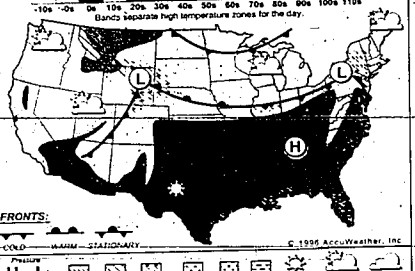 -10s -0s 0s 10s 20s 30s 40s 50s 60s 70s 80s 90s 100s 110s
Bands separate high temperature zones for the day.
L
L
H
FRONTS:
COLD WARM STATIONARY
© 1996 AccuWeather, Inc
Pressure